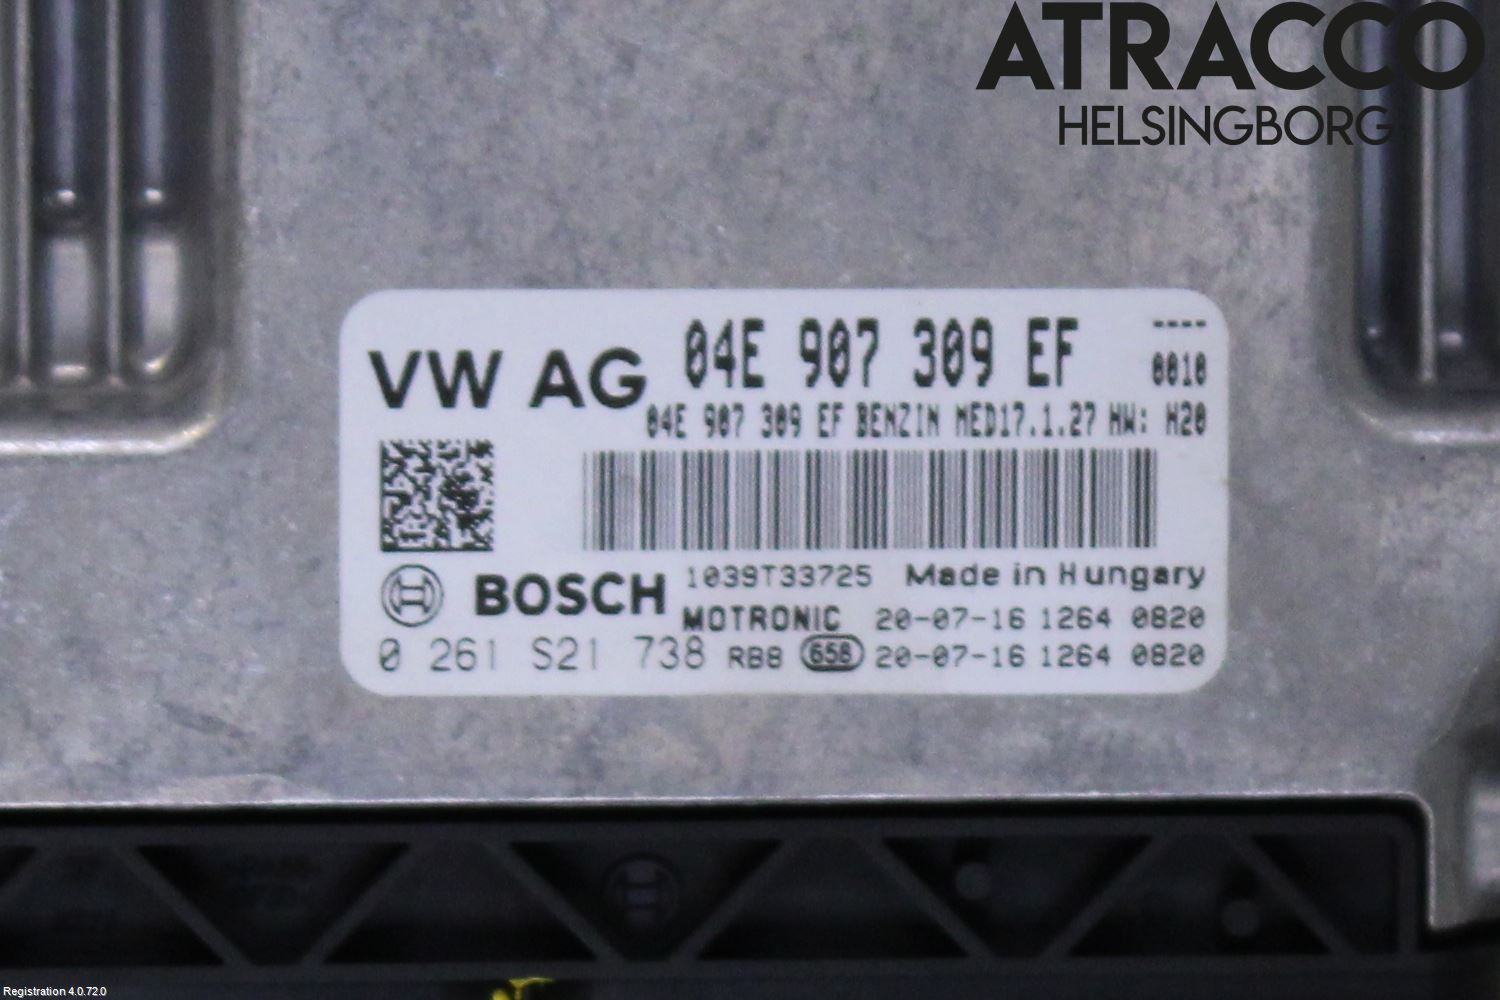 ATRACCO
HELSINGBORG
VW AG 04E 907 309 EF ----
0010
04E 907 309 EF BENZIN MED17.1.27 HW: H20
BOSCH 1039T33725 Made in Hungary
MOTRONIC 20-07-16 1264 0820
0 261 S21 738 RB8 658 20-07-16 1264 0820
Registration 4.0.72.0